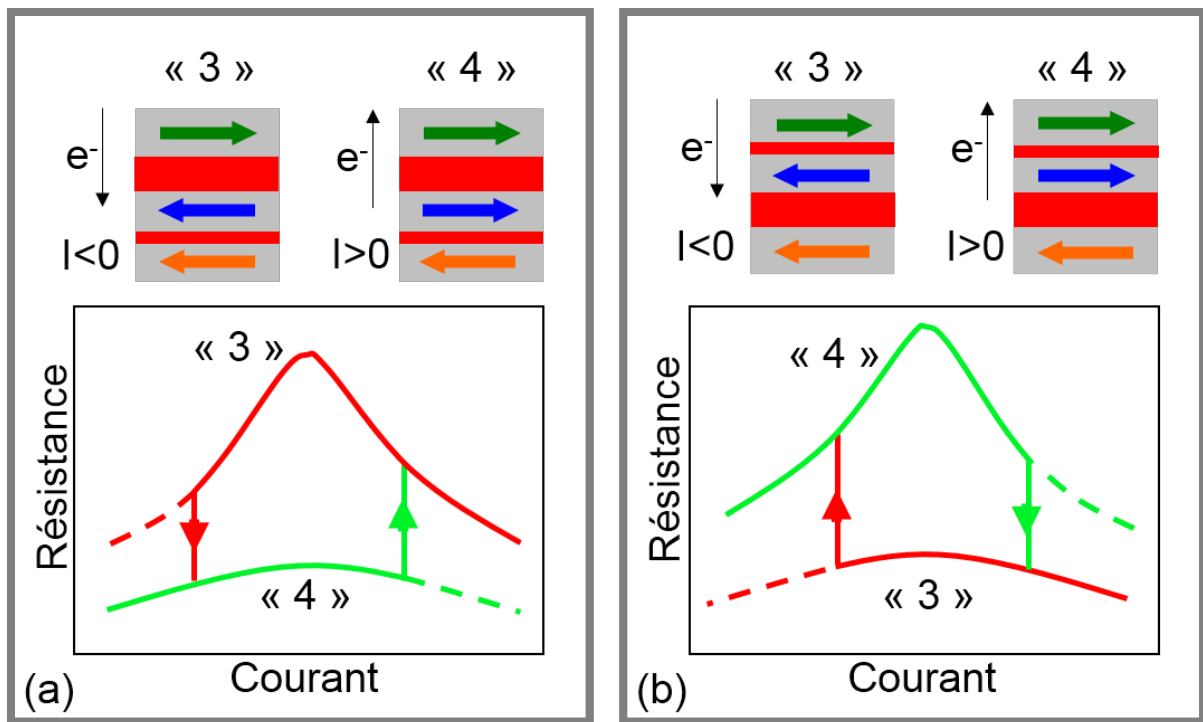 « 3 »
« 4 »
e-
e-
I<0
I>0
« 3 »
« 4 »
Résistance
Courant
(a)
« 3 »
« 4 »
e-
e-
I<0
I>0
« 4 »
« 3 »
Résistance
Courant
(b)